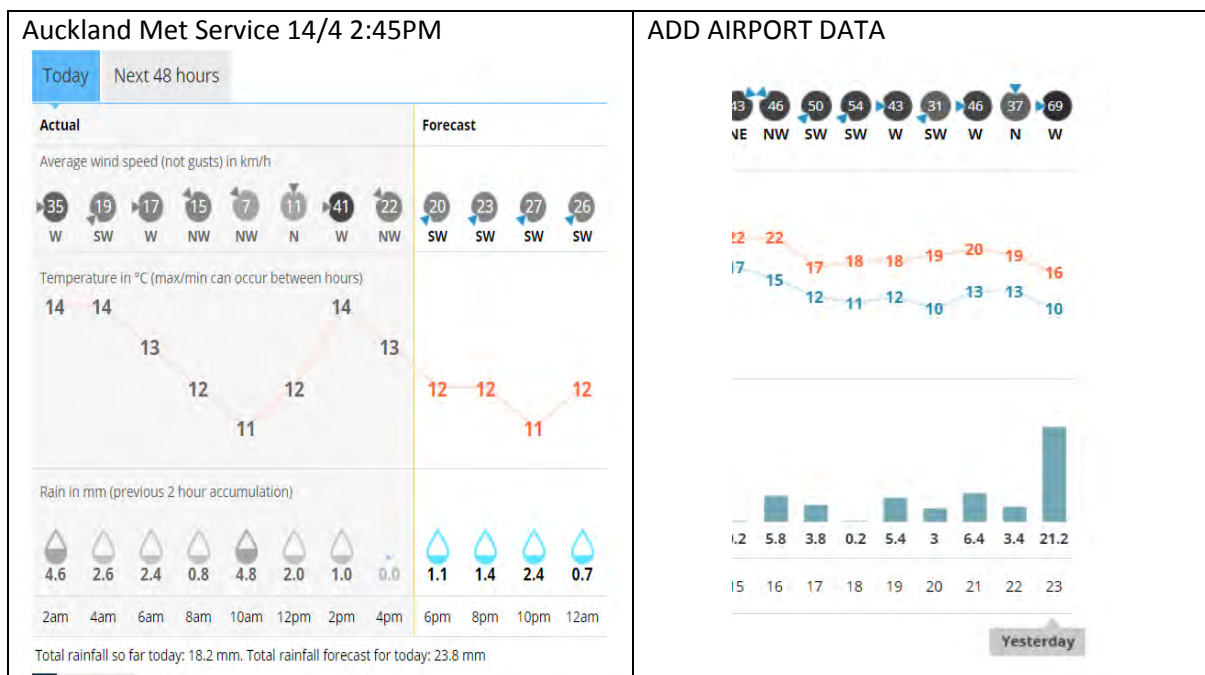 Auckland Met Service 14/4 2:45PM
Today Next 48 hours
Actual Forecast
Average wind speed (not gusts) in km/h
35 19 17 15 7 11 41 22 20 23 27 26
W SW W NW NW N W NW SW SW SW SW
Temperature in °C (max/min can occur between hours)
14 14 14
13 13
12 12 12 12 12
11 11
Rain in mm (previous 2 hour accumulation)
4.6 2.6 2.4 0.8 4.8 2.0 1.0 0.0 1.1 1.4 2.4 0.7
2am 4am 6am 8am 10am 12pm 2pm 4pm 6pm 8pm 10pm 12am
Total rainfall so far today: 18.2 mm. Total rainfall forecast for today: 23.8 mm
ADD AIRPORT DATA
43 46 50 54 43 31 46 37 69
NE NW SW SW W SW W N W
22 22 17 18 18 19 20 19 16
17 15 12 11 12 10 13 13 10
.2 5.8 3.8 0.2 5.4 3 6.4 3.4 21.2
15 16 17 18 19 20 21 22 23
Yesterday